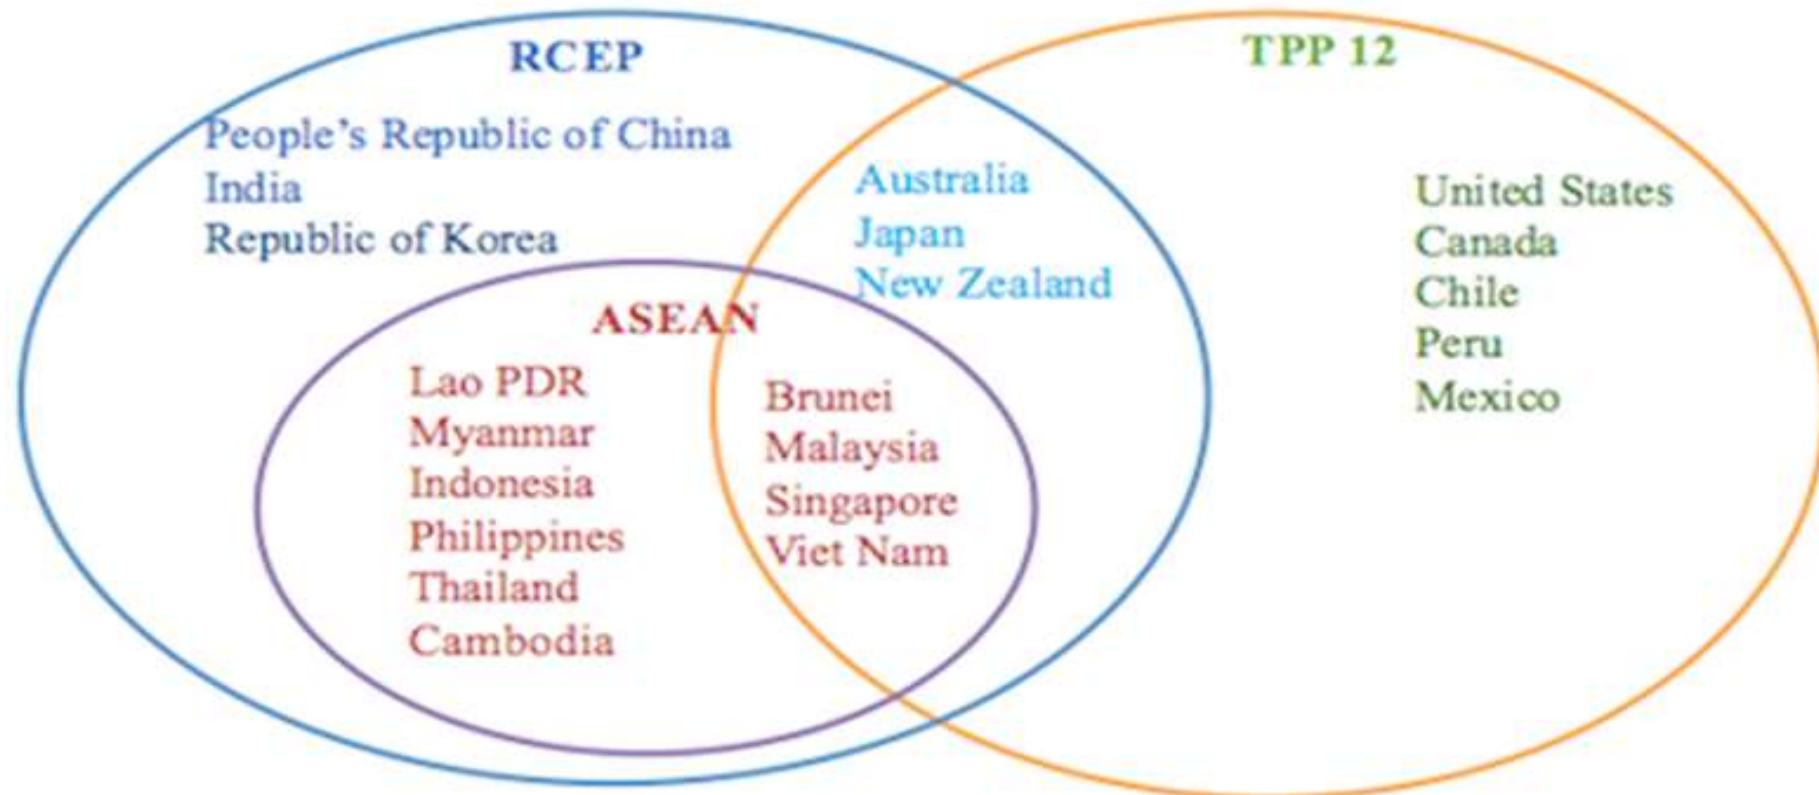 RCEP
People's Republic of China
India
Republic of Korea
ASEAN
Lao PDR
Myanmar
Indonesia
Philippines
Thailand
Cambodia
Brunei
Malaysia
Singapore
Viet Nam
Australia
Japan
New Zealand
TPP 12
United States
Canada
Chile
Peru
Mexico